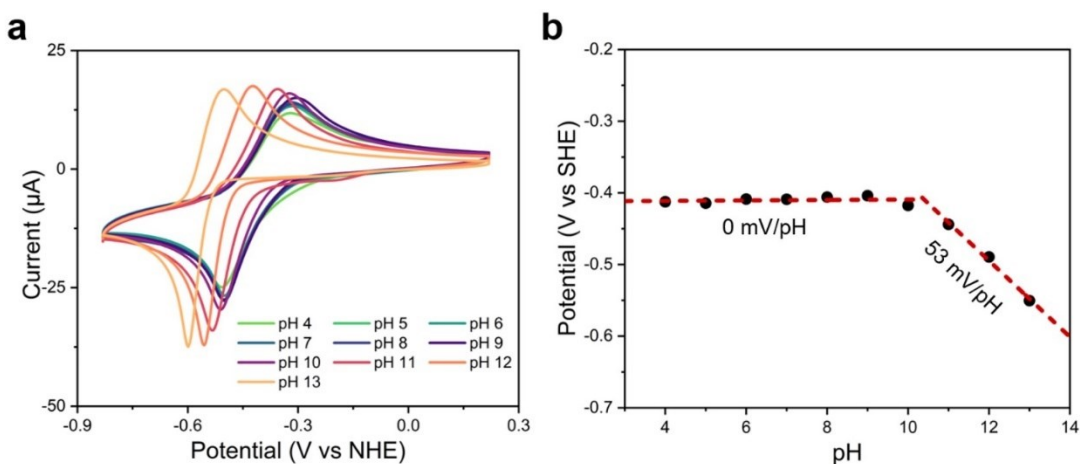 a
25
0
-25
-50
Current (µA)
-0.9
-0.6
-0.3
0.0
0.3
Potential (V vs NHE)
pH 4 pH 5 pH 6
pH 7 pH 8 pH 9
pH 10 pH 11 pH 12
pH 13
b
-0.2
-0.3
-0.4
-0.5
-0.6
-0.7
Potential (V vs SHE)
0 mV/pH
53 mV/pH
4
6
8
10
12
14
pH